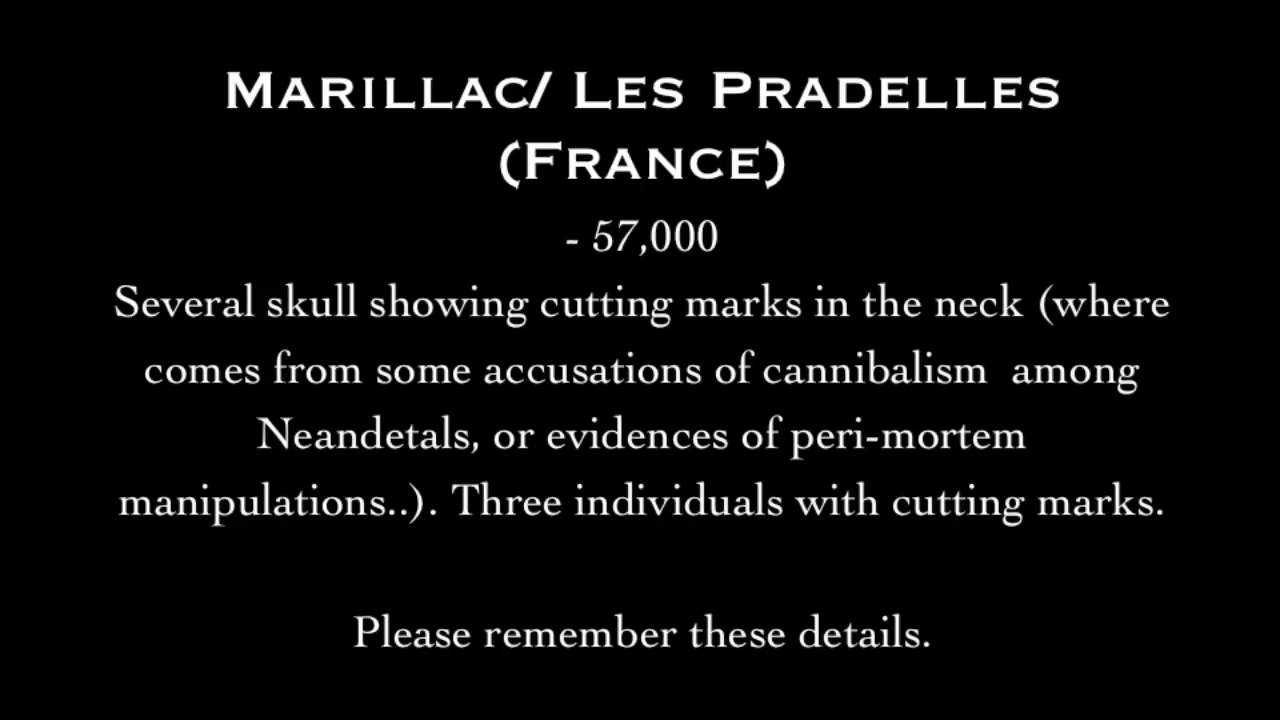 Marillac/ Les Pradelles
(France)
- 57,000
Several skull showing cutting marks in the neck (where
comes from some accusations of cannibalism  among
Neandetals, or evidences of peri-mortem
manipulations..). Three individuals with cutting marks.
Please remember these details.